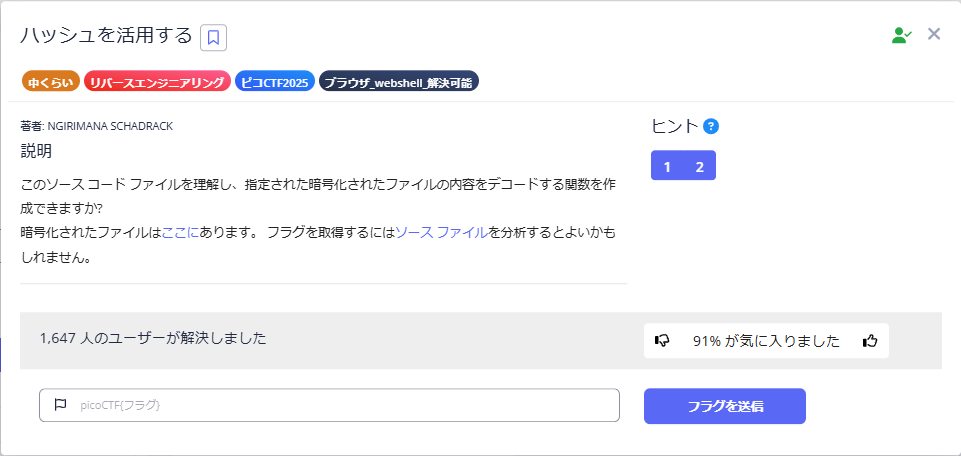 ハッシュを活用する
中くらい リバースエンジニアリング ピコCTF2025 ブラウザ_webshell_解決可能
著者: NGIRIMANA SCHADRACK
説明
このソース コード ファイルを理解し、指定された暗号化されたファイルの内容をデコードする関数を作
成できますか?
暗号化されたファイルはここにあります。 フラグを取得するにはソース ファイルを分析するとよいかも
しれません。
ヒント ?
1 2
1,647 人のユーザーが解決しました
91% が気に入りました
picoCTF{フラグ}
フラグを送信